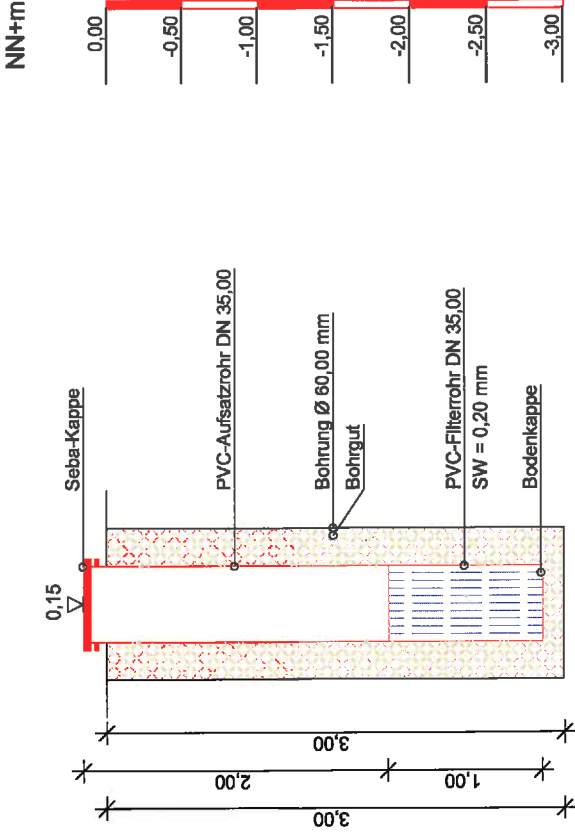 NN+m
0,00
-0,50
-1,00
-1,50
-2,00
-2,50
-3,00
0,15
Seba-Kappe
PVC-Aufsatzrohr DN 35,00
Bohrung Ø 60,00 mm
Bohrgut
PVC-Filterrohr DN 35,00
SW = 0,20 mm
Bodenkappe
3,00
2,00
1,00
3,00